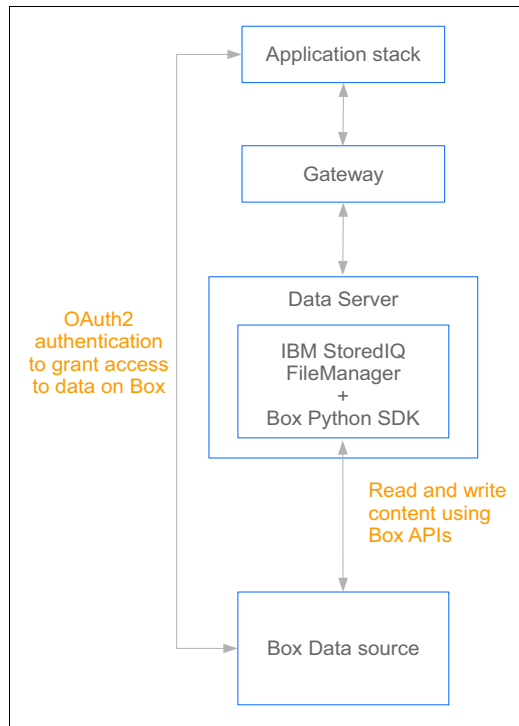 Application stack
Gateway
Data Server
IBM StoredIQ
FileManager
+
Box Python SDK
OAuth2
authentication
to grant access
to data on Box
Read and write
content using
Box APIs
Box Data source